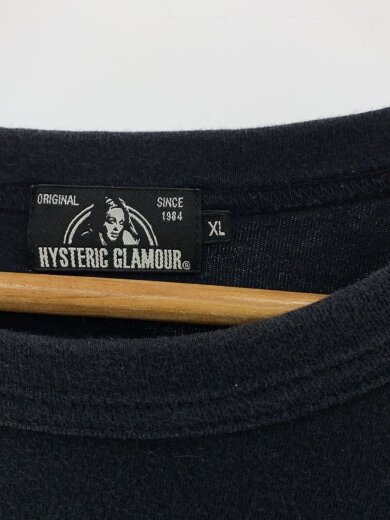 ORIGINAL SINCE
1984
HYSTERIC GLAMOUR®
XL